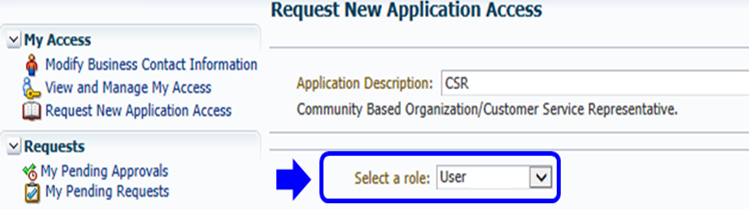 Request New Application Access
My Access
Modify Business Contact Information
View and Manage My Access
Request New Application Access
Requests
My Pending Approvals
My Pending Requests
Application Description: CSR
Community Based Organization/Customer Service Representative.
Select a role: User